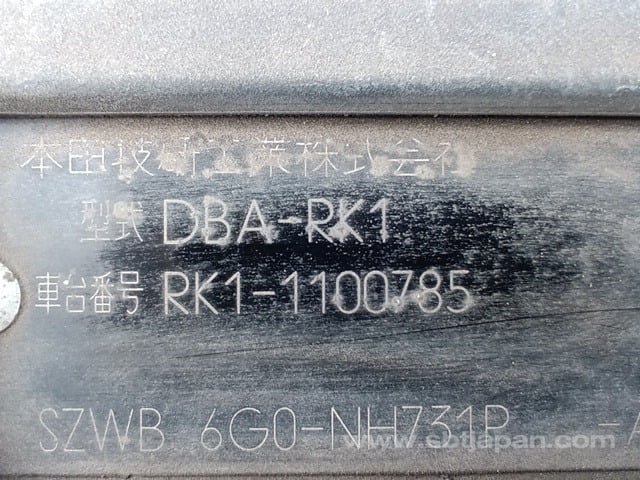 本田技研工業株式会社
型式 DBA-RK1
車台番号 RK1-1100785
SZWB 6G0-NH731P -A
www.sbtjapan.com